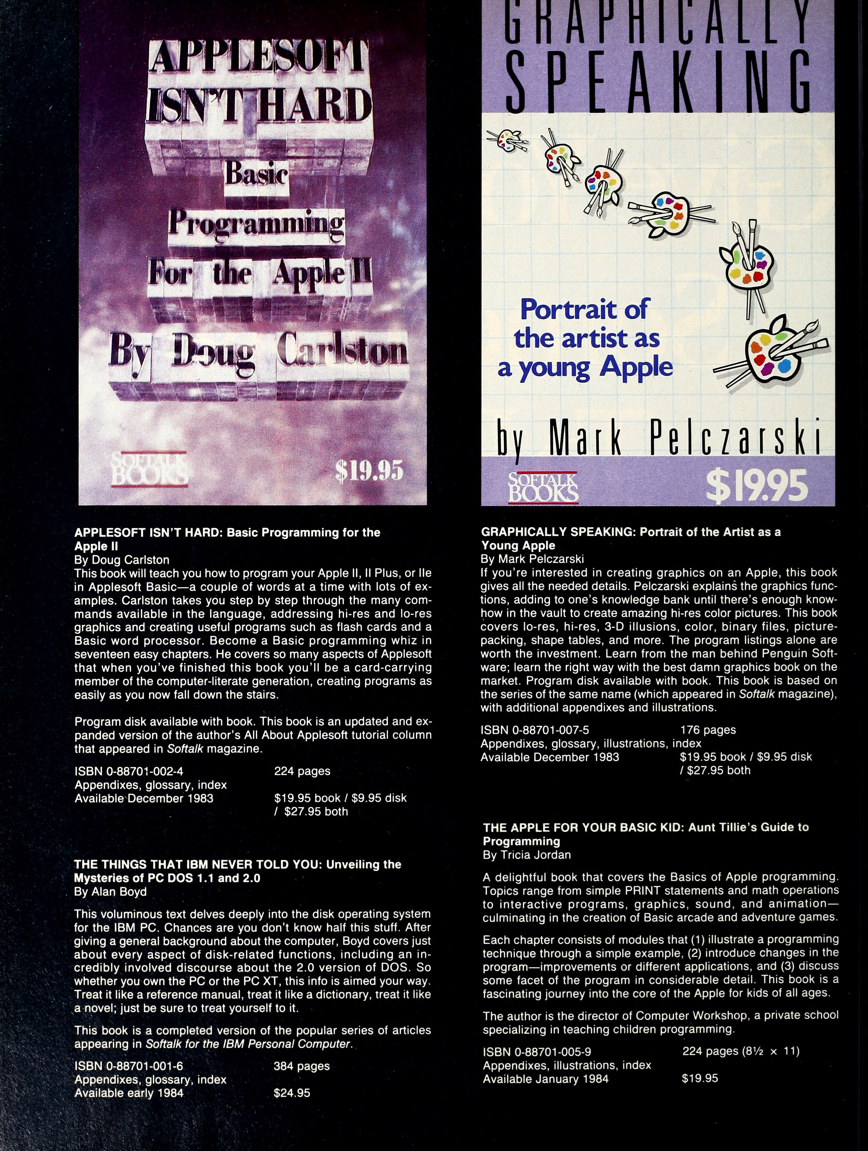 APPLESOFT
ISN'T HARD
Basic
Programming
For the Apple II
By Doug Carlston
SOFTALK
BOOKS
$19.95
GRAPHICALLY
SPEAKING
Portrait of
the artist as
a young Apple
by Mark Pelczarski
SOFTALK
BOOKS
$19.95
APPLESOFT ISN'T HARD: Basic Programming for the
Apple II
By Doug Carlston
This book will teach you how to program your Apple II, II Plus, or IIe
in Applesoft Basic—a couple of words at a time with lots of ex-
amples. Carlston takes you step by step through the many com-
mands available in the language, addressing hi-res and lo-res
graphics and creating useful programs such as flash cards and a
Basic word processor. Become a Basic programming whiz in
seventeen easy chapters. He covers so many aspects of Applesoft
that when you've finished this book you'll be a card-carrying
member of the computer-literate generation, creating programs as
easily as you now fall down the stairs.
Program disk available with book. This book is an updated and ex-
panded version of the author's All About Applesoft tutorial column
that appeared in Softalk magazine.
ISBN 0-88701-002-4 224 pages
Appendixes, glossary, index
Available December 1983 $19.95 book / $9.95 disk
/ $27.95 both
THE THINGS THAT IBM NEVER TOLD YOU: Unveiling the
Mysteries of PC DOS 1.1 and 2.0
By Alan Boyd
This voluminous text delves deeply into the disk operating system
for the IBM PC. Chances are you don't know half this stuff. After
giving a general background about the computer, Boyd covers just
about every aspect of disk-related functions, including an in-
credibly involved discourse about the 2.0 version of DOS. So
whether you own the PC or the PC XT, this info is aimed your way.
Treat it like a reference manual, treat it like a dictionary, treat it like
a novel; just be sure to treat yourself to it.
This book is a completed version of the popular series of articles
appearing in Softalk for the IBM Personal Computer.
ISBN 0-88701-001-6 384 pages
Appendixes, glossary, index
Available early 1984 $24.95
GRAPHICALLY SPEAKING: Portrait of the Artist as a
Young Apple
By Mark Pelczarski
If you're interested in creating graphics on an Apple, this book
gives all the needed details. Pelczarski explains the graphics func-
tions, adding to one's knowledge bank until there's enough know-
how in the vault to create amazing hi-res color pictures. This book
covers lo-res, hi-res, 3-D illusions, color, binary files, picture-
packing, shape tables, and more. The program listings alone are
worth the investment. Learn from the man behind Penguin Soft-
ware; learn the right way with the best damn graphics book on the
market. Program disk available with book. This book is based on
the series of the same name (which appeared in Softalk magazine),
with additional appendixes and illustrations.
ISBN 0-88701-007-5 176 pages
Appendixes, glossary, illustrations, index
Available December 1983 $19.95 book / $9.95 disk
/ $27.95 both
THE APPLE FOR YOUR BASIC KID: Aunt Tillie's Guide to
Programming
By Tricia Jordan
A delightful book that covers the Basics of Apple programming.
Topics range from simple PRINT statements and math operations
to interactive programs, graphics, sound, and animation—
culminating in the creation of Basic arcade and adventure games.
Each chapter consists of modules that (1) illustrate a programming
technique through a simple example, (2) introduce changes in the
program—improvements or different applications, and (3) discuss
some facet of the program in considerable detail. This book is a
fascinating journey into the core of the Apple for kids of all ages.
The author is the director of Computer Workshop, a private school
specializing in teaching children programming.
ISBN 0-88701-005-9 224 pages (8½ × 11)
Appendixes, illustrations, index
Available January 1984 $19.95